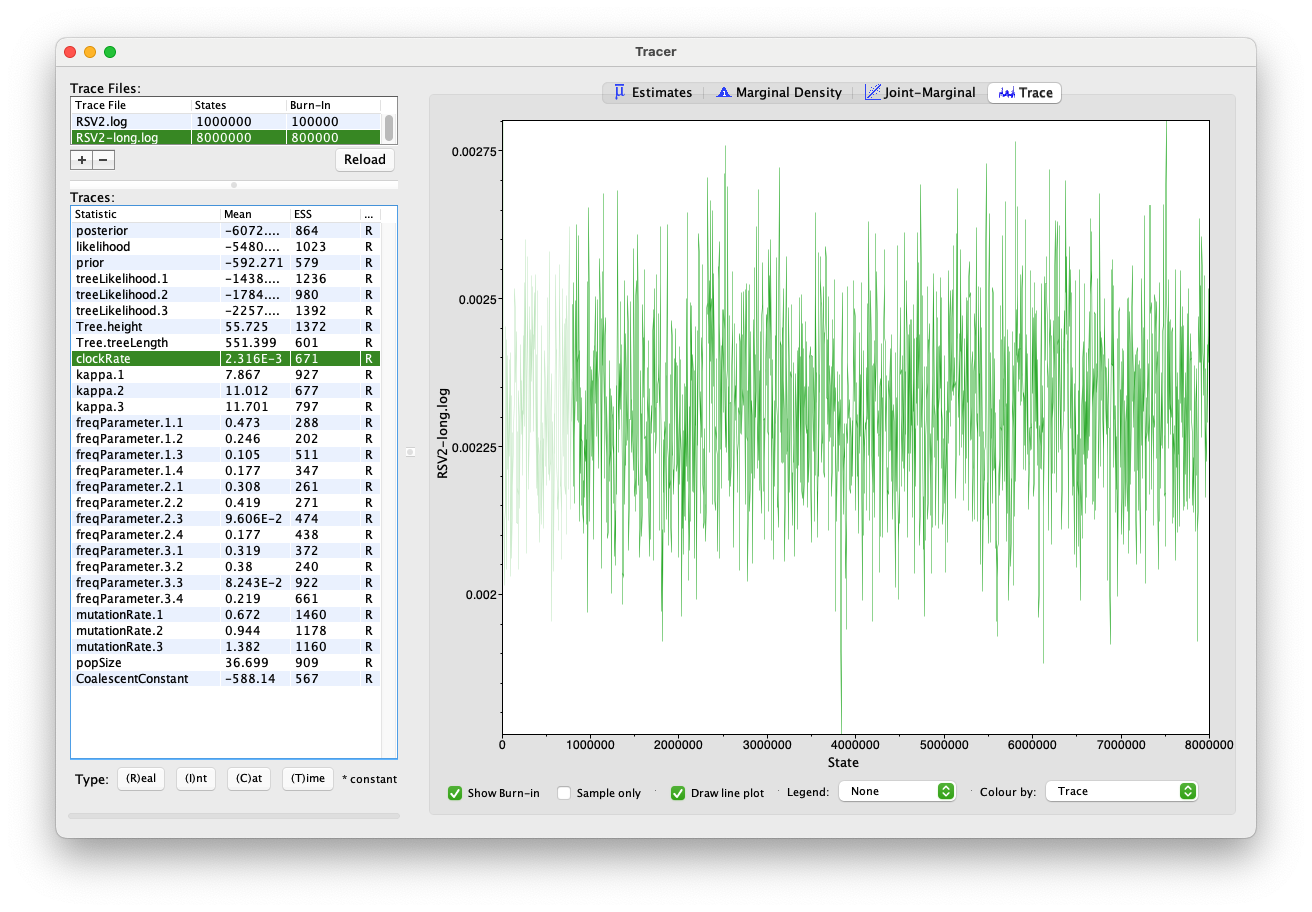 Tracer
Trace Files:
Trace File States Burn-In
RSV2.log 1000000 100000
RSV2-long.log 8000000 800000
+ − Reload
Traces:
Statistic Mean ESS ...
posterior -6072.... 864 R
likelihood -5480.... 1023 R
prior -592.271 579 R
treeLikelihood.1 -1438.... 1236 R
treeLikelihood.2 -1784.... 980 R
treeLikelihood.3 -2257.... 1392 R
Tree.height 55.725 1372 R
Tree.treeLength 551.399 601 R
clockRate 2.316E-3 671 R
kappa.1 7.867 927 R
kappa.2 11.012 677 R
kappa.3 11.701 797 R
freqParameter.1.1 0.473 288 R
freqParameter.1.2 0.246 202 R
freqParameter.1.3 0.105 511 R
freqParameter.1.4 0.177 347 R
freqParameter.2.1 0.308 261 R
freqParameter.2.2 0.419 271 R
freqParameter.2.3 9.606E-2 474 R
freqParameter.2.4 0.177 438 R
freqParameter.3.1 0.319 372 R
freqParameter.3.2 0.38 240 R
freqParameter.3.3 8.243E-2 922 R
freqParameter.3.4 0.219 661 R
mutationRate.1 0.672 1460 R
mutationRate.2 0.944 1178 R
mutationRate.3 1.382 1160 R
popSize 36.699 909 R
CoalescentConstant -588.14 567 R
Type: (R)eal (I)nt (C)at (T)ime * constant
Estimates Marginal Density Joint-Marginal Trace
0.00275
0.0025
0.00225
0.002
RSV2-long.log
0 1000000 2000000 3000000 4000000 5000000 6000000 7000000 8000000
State
Show Burn-in Sample only Draw line plot Legend: None Colour by: Trace